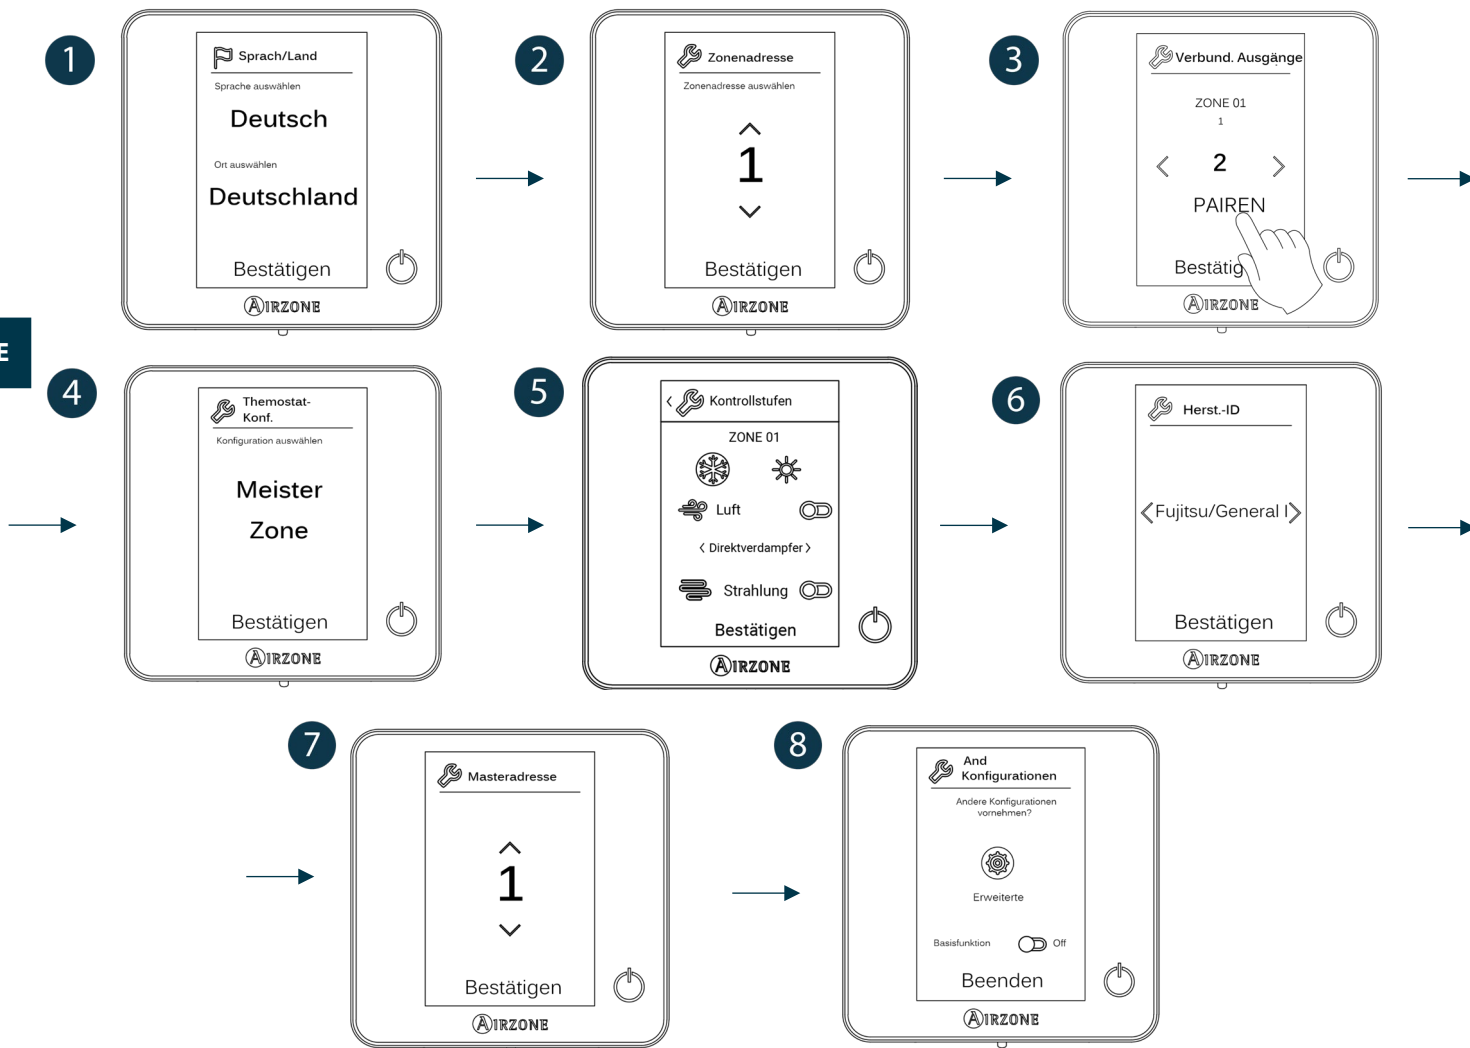 1
Sprach/Land
Sprache auswählen
Deutsch
Ort auswählen
Deutschland
Bestätigen
AIRZONE
2
Zonenadresse
Zonenadresse auswählen
1
Bestätigen
AIRZONE
3
Verbund. Ausgänge
ZONE 01
1
2
PAIREN
Bestätig
AIRZONE
E
4
Themostat-
Konf.
Konfiguration auswählen
Meister
Zone
Bestätigen
AIRZONE
5
Kontrollstufen
ZONE 01
Luft
Direktverdampfer
Strahlung
Bestätigen
AIRZONE
6
Herst.-ID
Fujitsu/General I
Bestätigen
AIRZONE
7
Masteradresse
1
Bestätigen
AIRZONE
8
And
Konfigurationen
Andere Konfigurationen
vornehmen?
Erweiterte
Basisfunktion Off
Beenden
AIRZONE